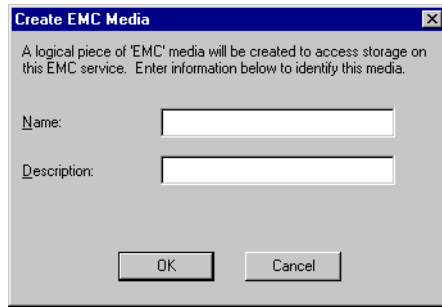 Create EMC Media
A logical piece of 'EMC' media will be created to access storage on
this EMC service.  Enter information below to identify this media.
Name:
Description:
OK
Cancel